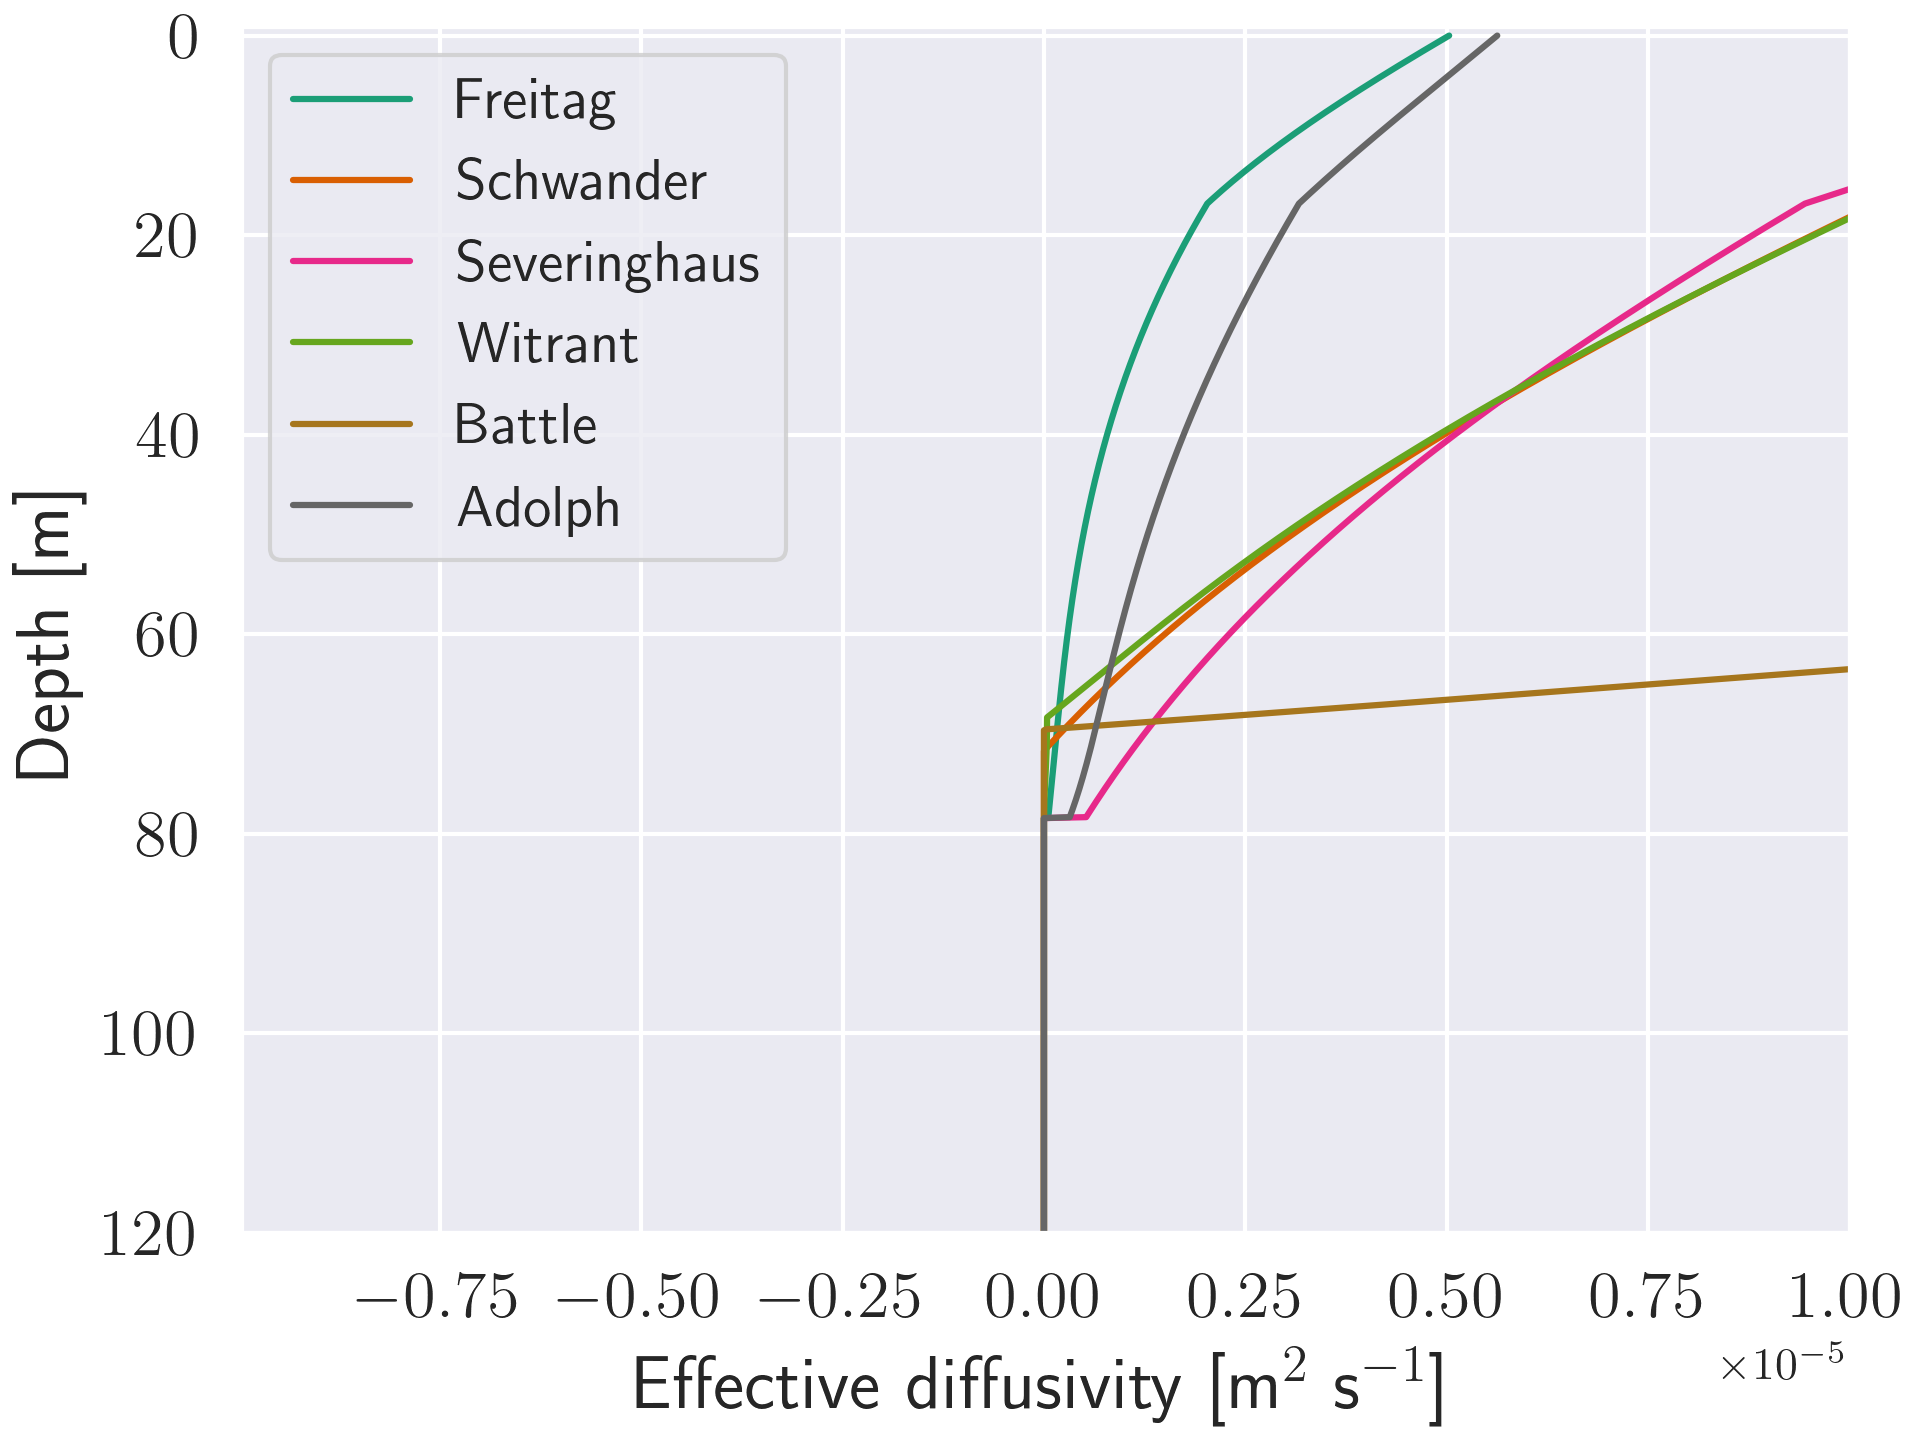 0
20
40
60
80
100
120
Depth [m]
Freitag
Schwander
Severinghaus
Witrant
Battle
Adolph
−0.75 −0.50 −0.25 0.00 0.25 0.50 0.75 1.00
×10⁻⁵
Effective diffusivity [m² s⁻¹]